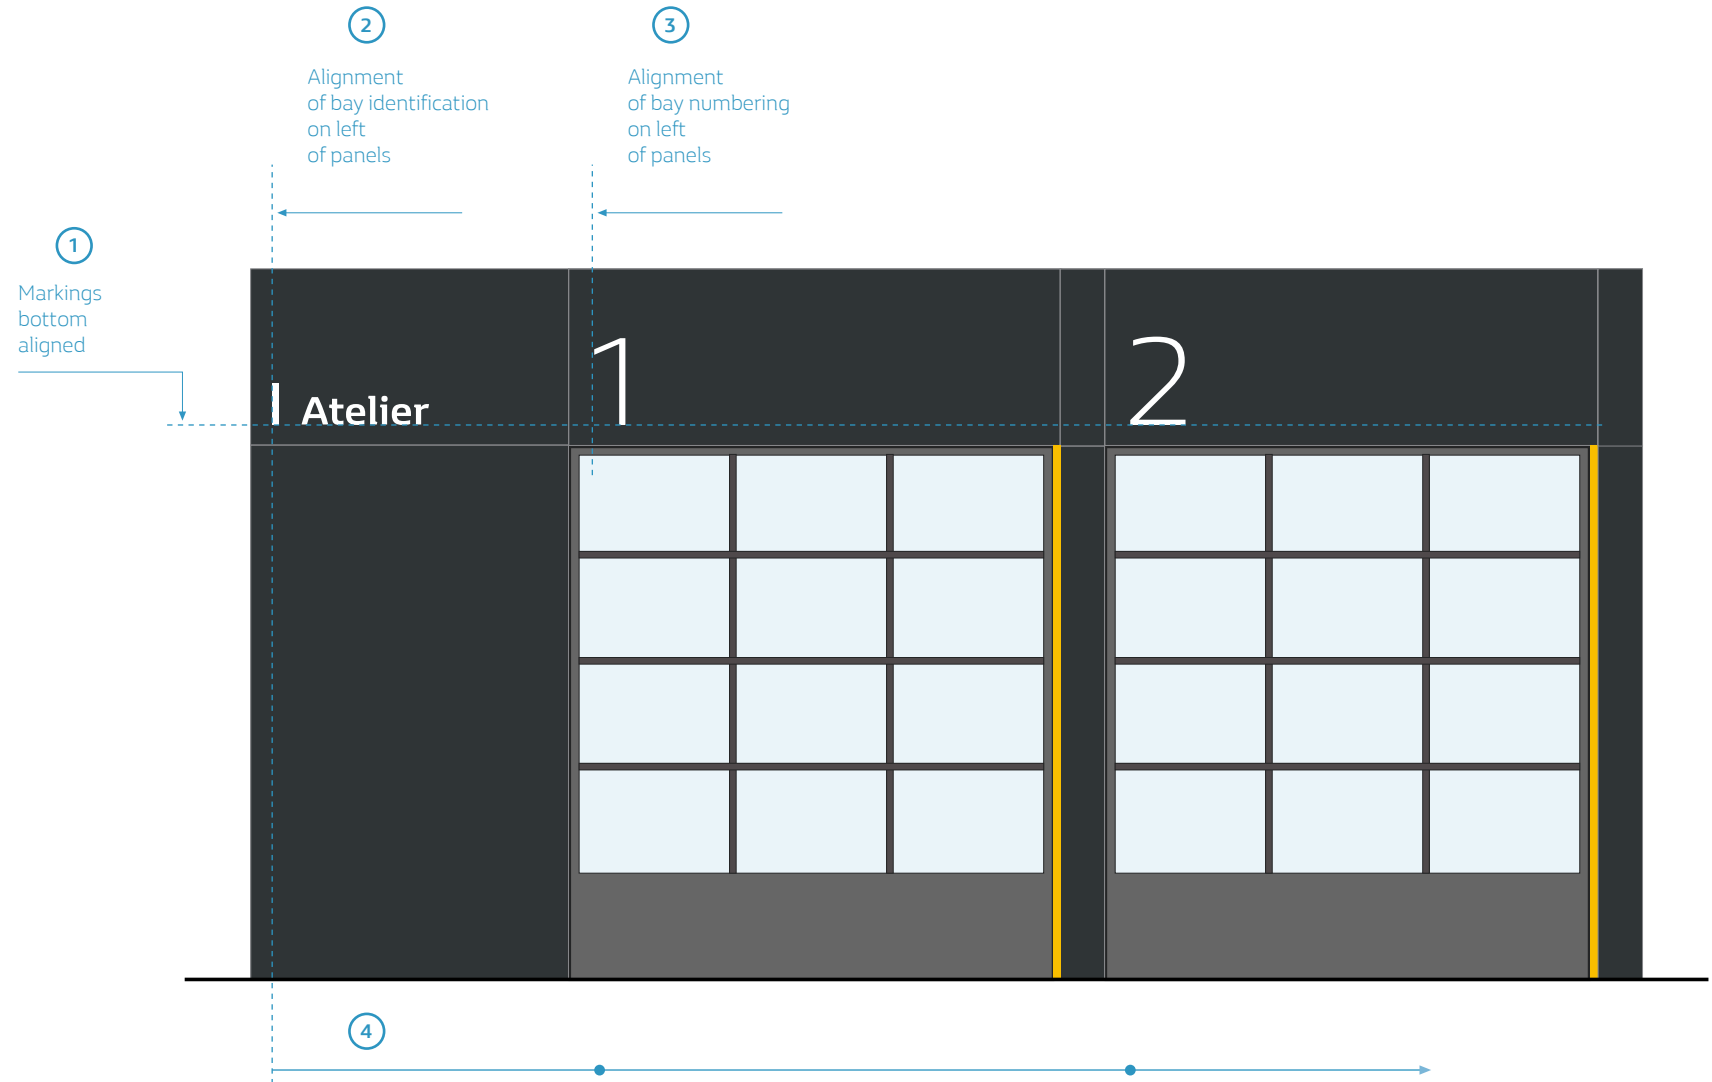 2
Alignment
of bay identification
on left
of panels
3
Alignment
of bay numbering
on left
of panels
1
Markings
bottom
aligned
Atelier
1
2
4